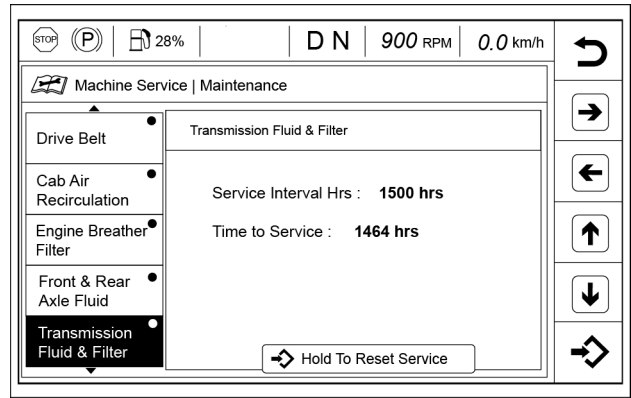 STOP (P) 28% D N 900 RPM 0.0 km/h
Machine Service | Maintenance
Drive Belt
Cab Air
Recirculation
Engine Breather
Filter
Front & Rear
Axle Fluid
Transmission
Fluid & Filter
Transmission Fluid & Filter
Service Interval Hrs : 1500 hrs
Time to Service : 1464 hrs
Hold To Reset Service